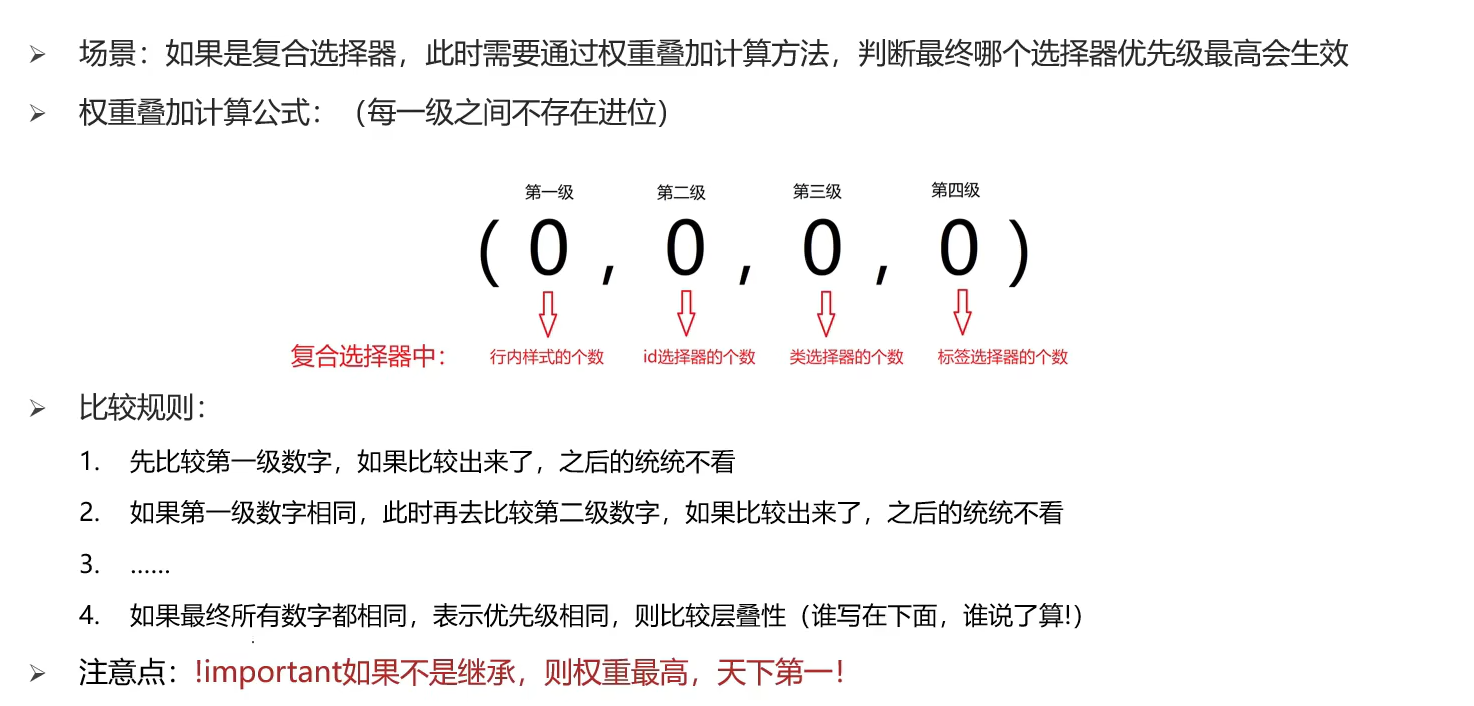 场景：如果是复合选择器，此时需要通过权重叠加计算方法，判断最终哪个选择器优先级最高会生效
权重叠加计算公式：（每一级之间不存在进位）
第一级 第二级 第三级 第四级
(0, 0, 0, 0)
复合选择器中： 行内样式的个数 id选择器的个数 类选择器的个数 标签选择器的个数
比较规则：
1. 先比较第一级数字，如果比较出来了，之后的统统不看
2. 如果第一级数字相同，此时再去比较第二级数字，如果比较出来了，之后的统统不看
3. ……
4. 如果最终所有数字都相同，表示优先级相同，则比较层叠性（谁写在下面，谁说了算!）
注意点：!important如果不是继承，则权重最高，天下第一!